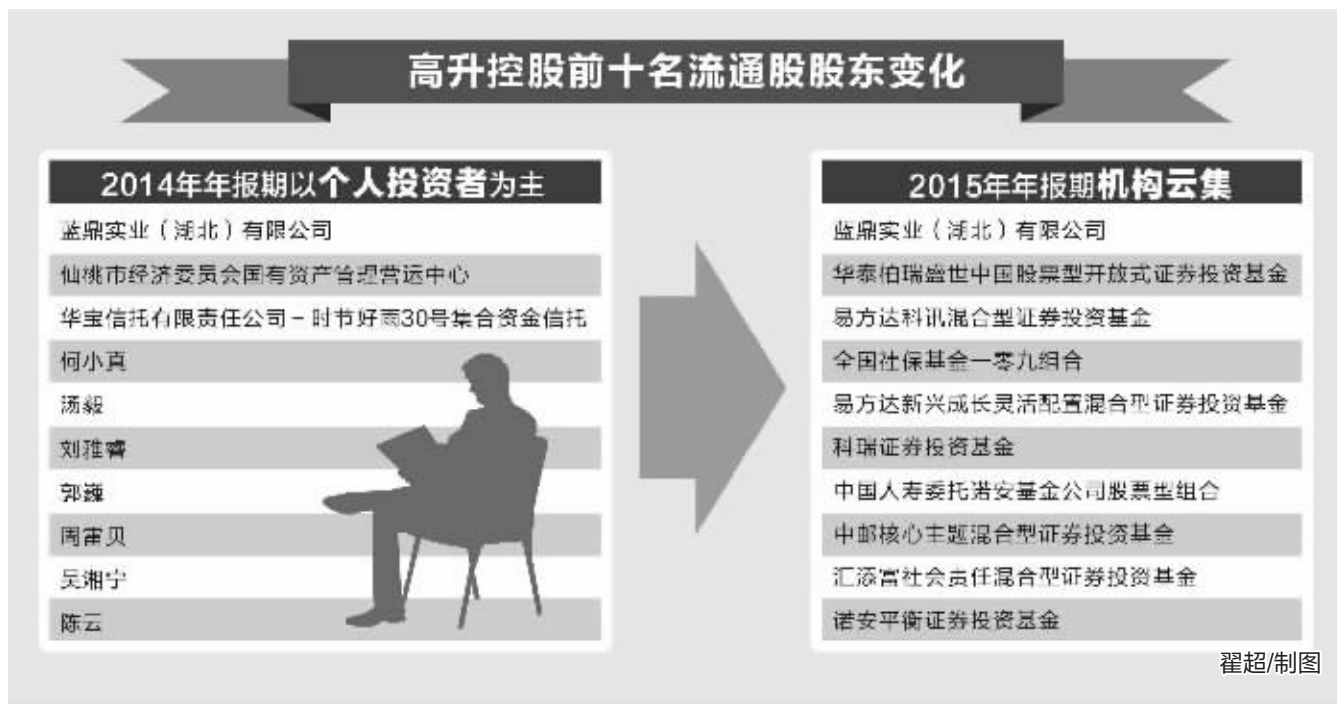 高升控股前十名流通股股东变化
2014年年报期以个人投资者为主
蓝鼎实业（湖北）有限公司
仙桃市经济委员会国有资产管理营运中心
华宝信托有限责任公司－时节好雨30号集合资金信托
何小真
汤毅
刘雅睿
郭巍
周雷贝
吴湘宁
陈云
2015年年报期机构云集
蓝鼎实业（湖北）有限公司
华泰柏瑞盛世中国股票型开放式证券投资基金
易方达科讯混合型证券投资基金
全国社保基金一零九组合
易方达新兴成长灵活配置混合型证券投资基金
科瑞证券投资基金
中国人寿委托诺安基金公司股票型组合
中邮核心主题混合型证券投资基金
汇添富社会责任混合型证券投资基金
诺安平衡证券投资基金
翟超/制图